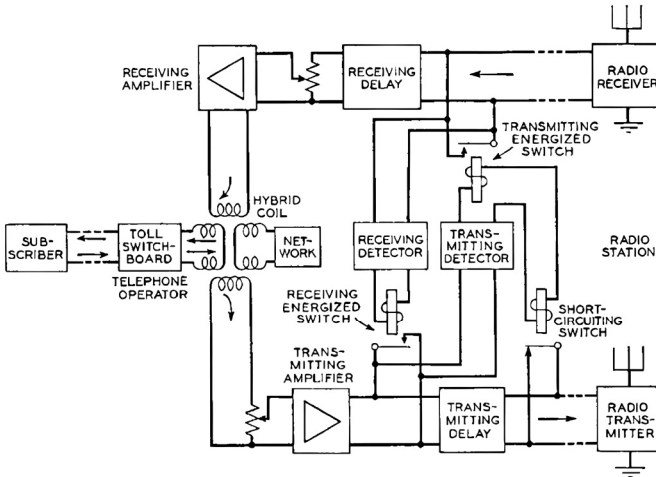 RECEIVING
AMPLIFIER
RECEIVING
DELAY
RADIO
RECEIVER
TRANSMITTING
ENERGIZED
SWITCH
HYBRID
COIL
SUB-
SCRIBER
TOLL
SWITCH-
BOARD
NET-
WORK
TELEPHONE
OPERATOR
RECEIVING
DETECTOR
TRANS-
MITTING
DETECTOR
RADIO
STATION
RECEIVING
ENERGIZED
SWITCH
SHORT-
CIRCUITING
SWITCH
TRANS-
MITTING
AMPLIFIER
TRANS-
MITTING
DELAY
RADIO
TRANS-
MITTER